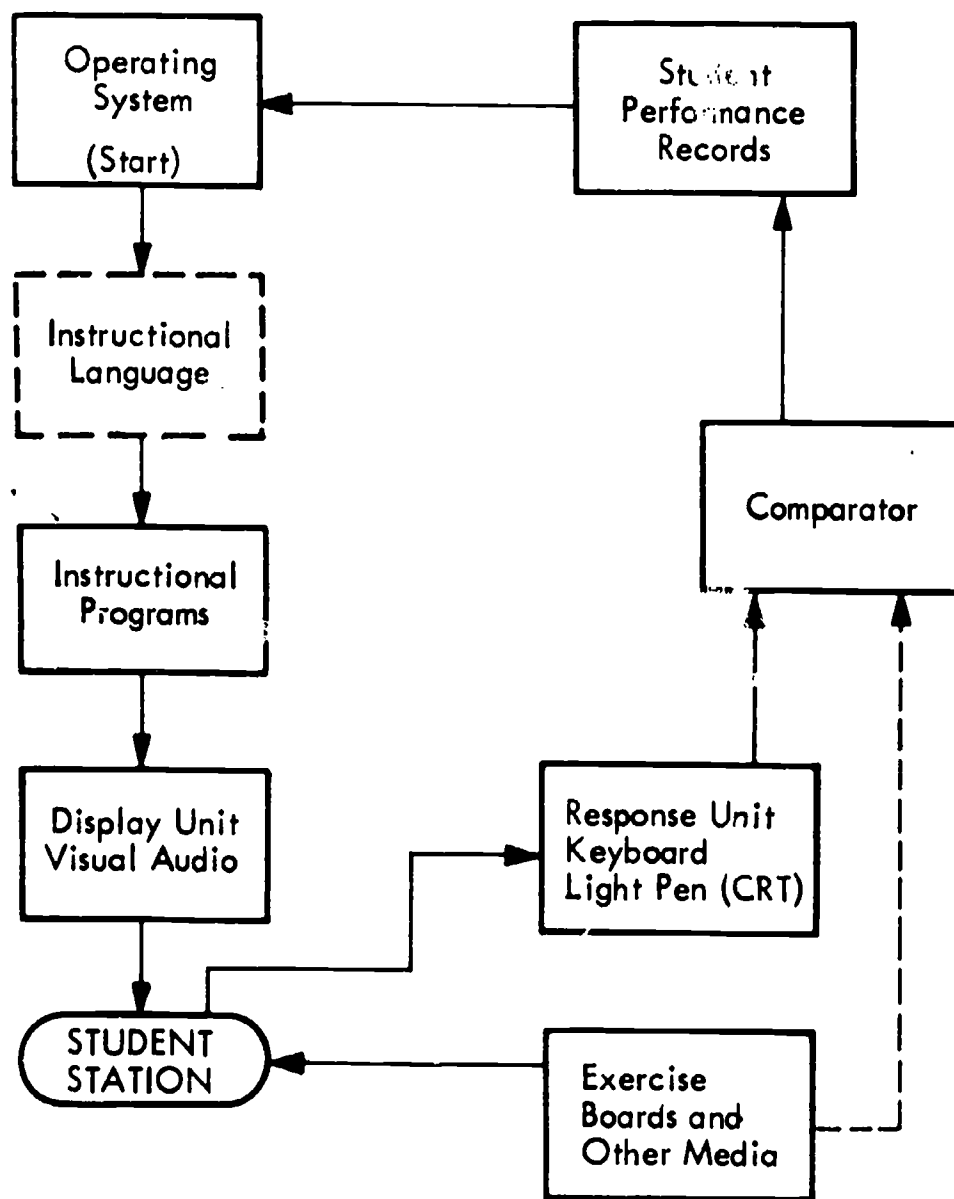 Operating
System
(Start)
Student
Performance
Records
Instructional
Language
Comparator
Instructional
Programs
Display Unit
Visual Audio
Response Unit
Keyboard
Light Pen (CRT)
STUDENT
STATION
Exercise
Boards and
Other Media